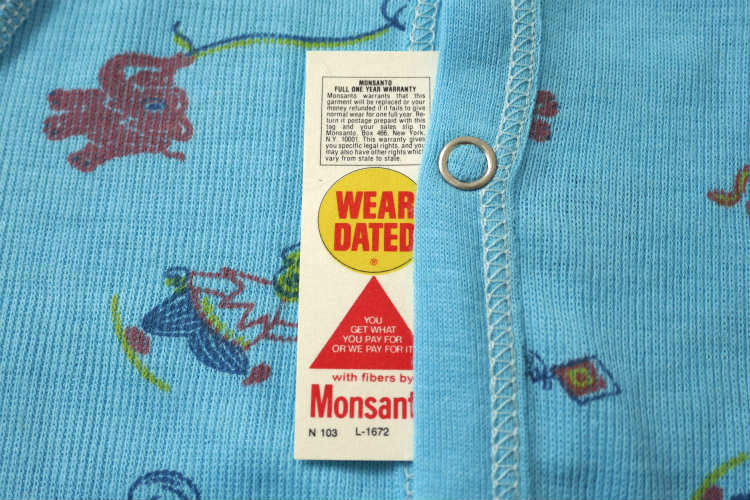 MONSANTO
FULL ONE YEAR WARRANTY
Monsanto warrants that this
garment will be replaced or your
money refunded if it fails to give
normal wear for one full year. Re-
turn it postage prepaid with this
tag and your sales slip to
Monsanto, Box 466, New York,
N.Y. 10001. This warranty gives
you specific legal rights, and you
may also have other rights which
vary from state to state.
WEAR
DATED
®
YOU
GET WHAT
YOU PAY FOR
OR WE PAY FOR IT
with fibers by
Monsant
N 103 L-1672